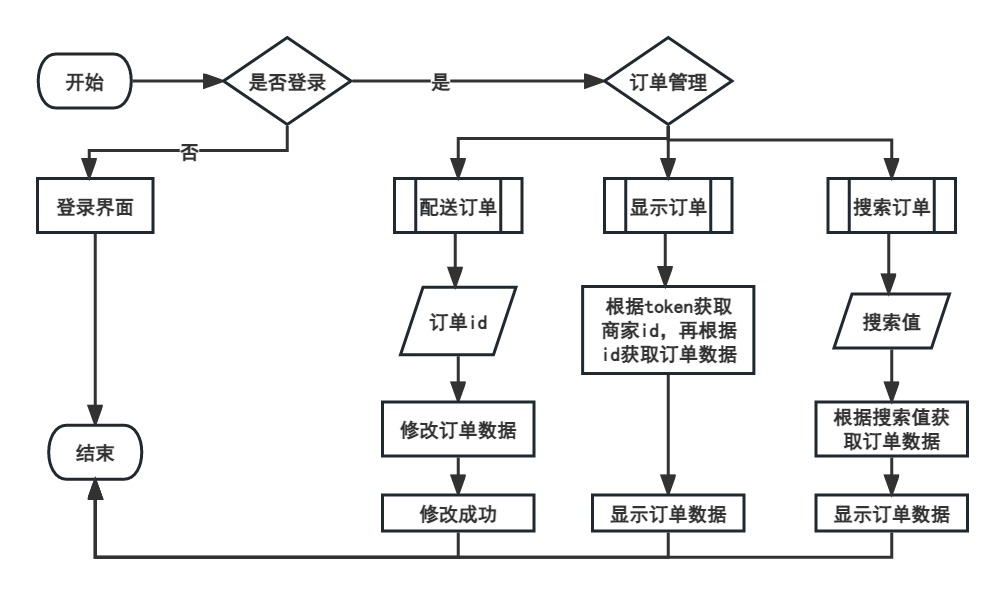 开始
是否登录
是
订单管理
否
登录界面
配送订单
显示订单
搜索订单
订单id
根据token获取
商家id，再根据
id获取订单数据
搜索值
修改订单数据
根据搜索值获
取订单数据
结束
修改成功
显示订单数据
显示订单数据